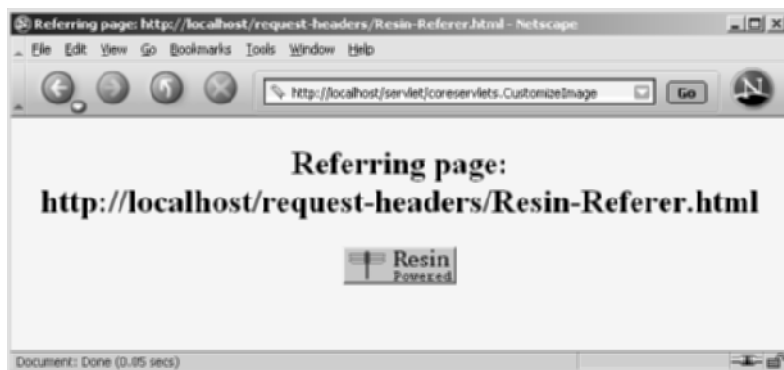 Referring page: http://localhost/request-headers/Resin-Referer.html - Netscape
File Edit View Go Bookmarks Tools Window Help
http://localhost/servlet/coreservlets.CustomizeImage Go N
Referring page:
http://localhost/request-headers/Resin-Referer.html
Resin
Powered
Document: Done (0.05 secs)